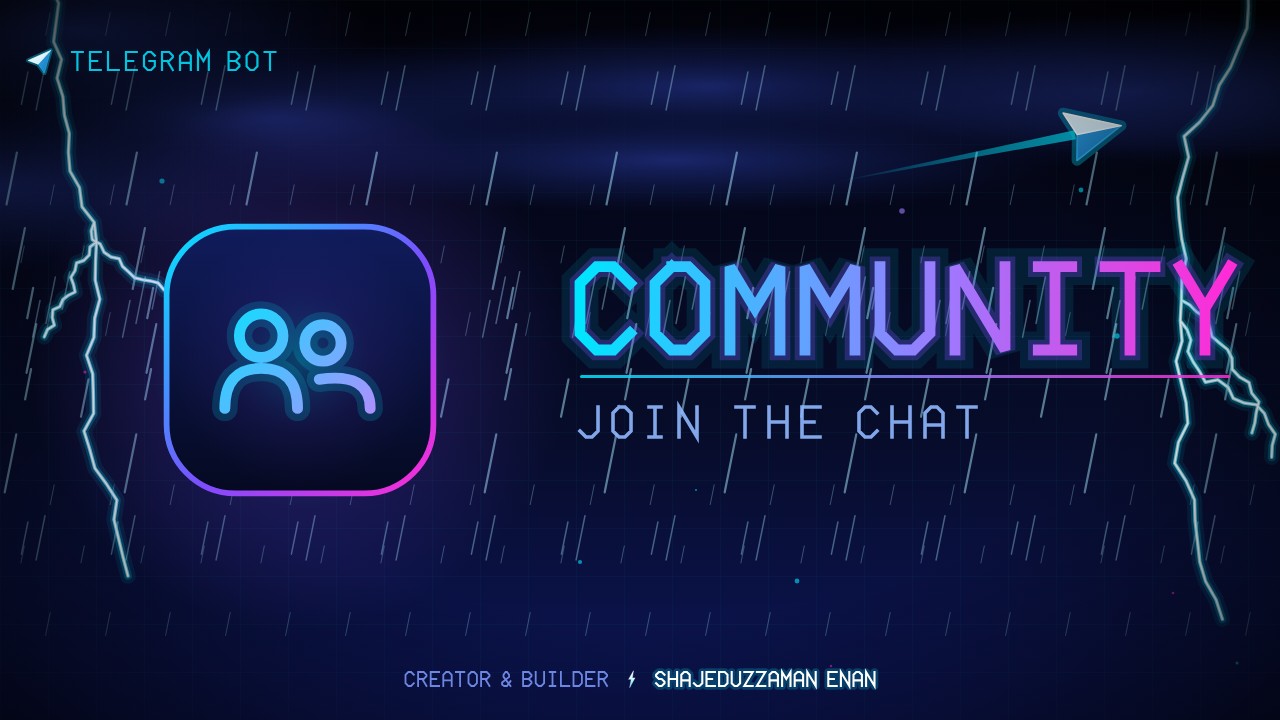 TELEGRAM BOT
COMMUNITY
JOIN THE CHAT
CREATOR & BUILDER ⚡ SHAJEDUZZAMAN ENAN